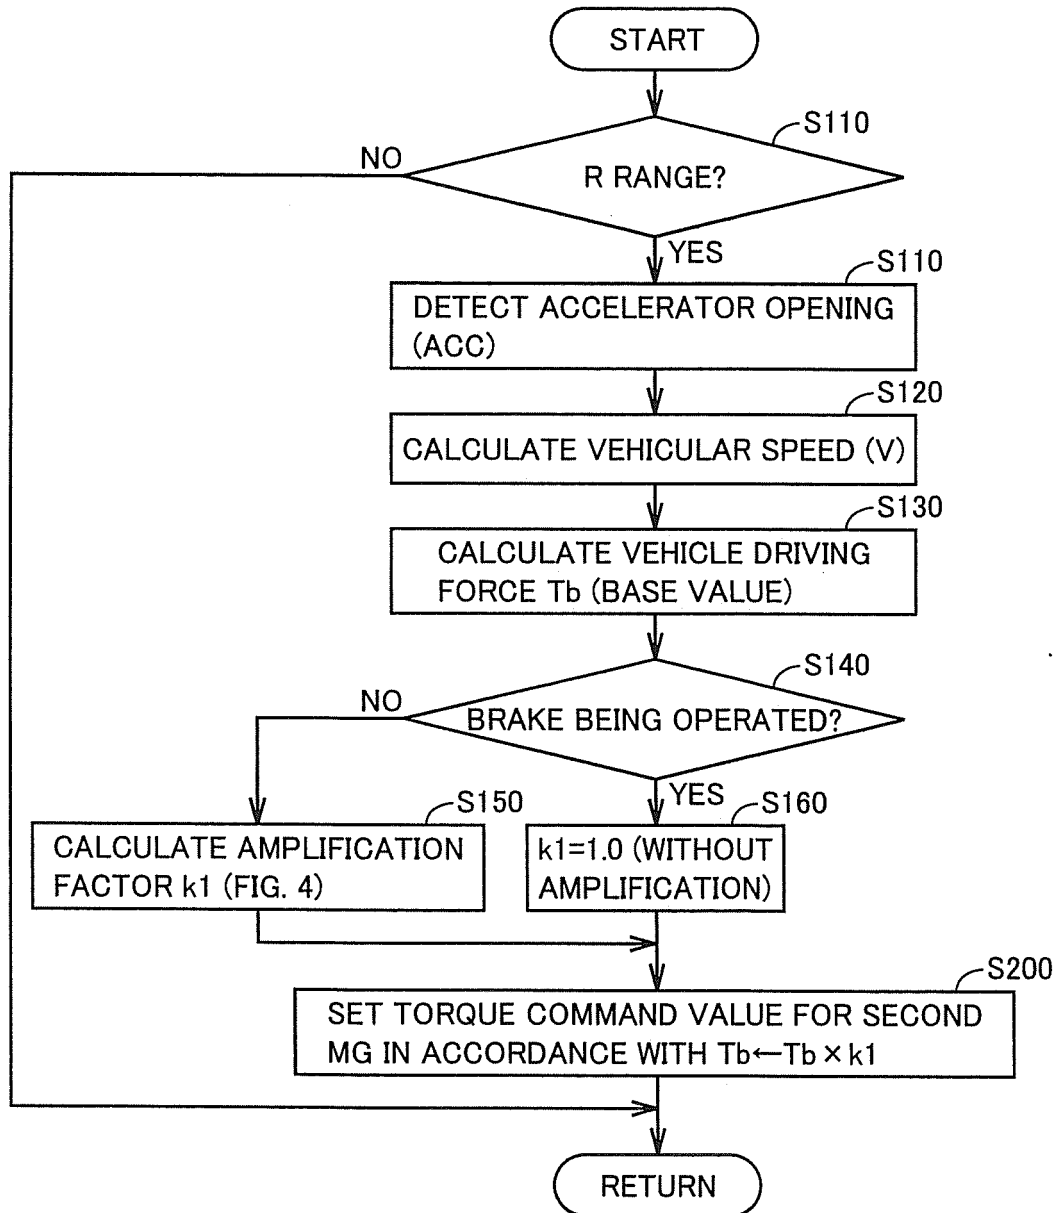 START
S110
NO
R RANGE?
YES
S110
DETECT ACCELERATOR OPENING
(ACC)
S120
CALCULATE VEHICULAR SPEED (V)
S130
CALCULATE VEHICLE DRIVING
FORCE Tb (BASE VALUE)
S140
NO
BRAKE BEING OPERATED?
YES
S150
S160
CALCULATE AMPLIFICATION
FACTOR k1 (FIG. 4)
k1=1.0 (WITHOUT
AMPLIFICATION)
S200
SET TORQUE COMMAND VALUE FOR SECOND
MG IN ACCORDANCE WITH Tb←Tb × k1
RETURN